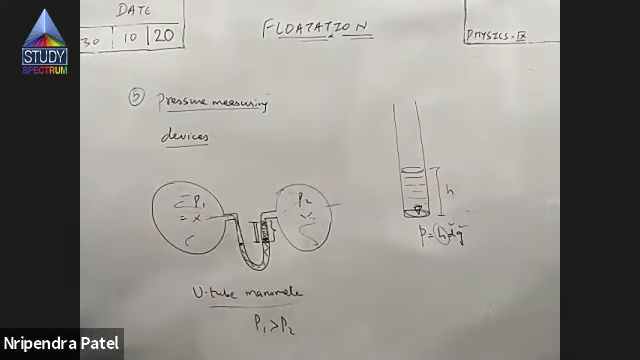 DATE
30 10 20
STUDY
SPECTRUM
FLOATATION
PHYSICS-IX
⑤ Pressure measuring
devices
P₁
x
P₂
y
h
P = hdg
U-tube manomete
P₁ > P₂
Nripendra Patel